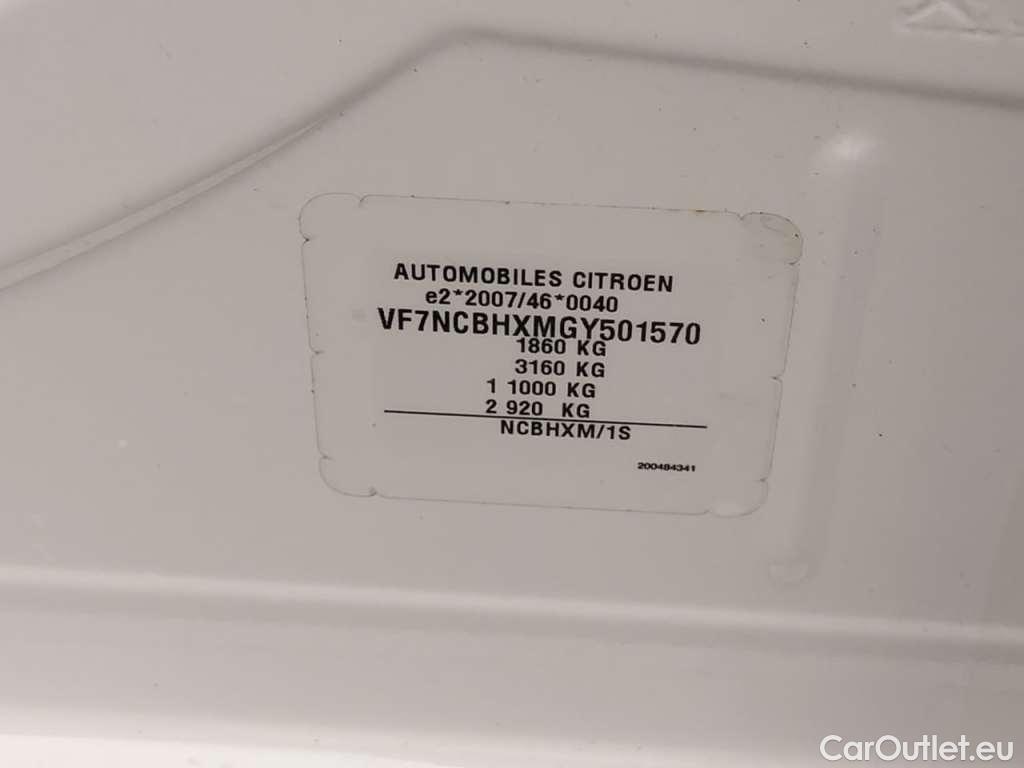 AUTOMOBILES CITROEN
e2*2007/46*0040
VF7NCBHXMGY501570
1860 KG
3160 KG
1 1000 KG
2 920 KG
NCBHXM/1S
200484341
CarOutlet.eu